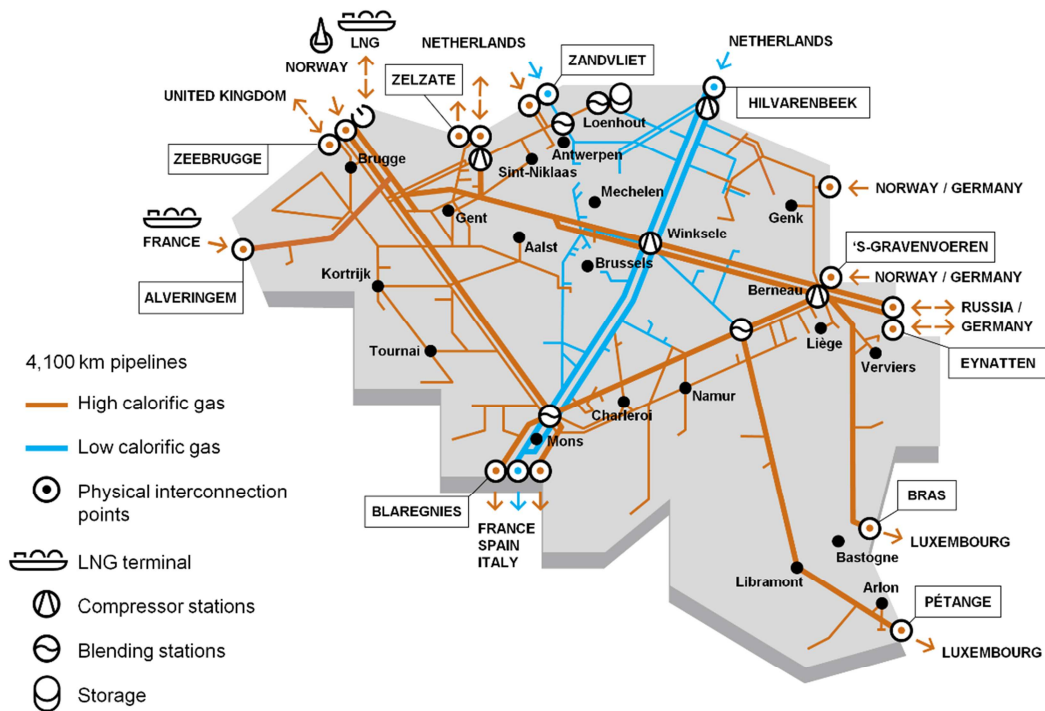 LNG
NORWAY
NETHERLANDS
NETHERLANDS
ZANDVLIET
ZELZATE
HILVARENBEEK
UNITED KINGDOM
Loenhout
ZEEBRUGGE
Brugge
Antwerpen
Sint-Niklaas
Mechelen
NORWAY / GERMANY
Genk
Gent
FRANCE
Winksele
Aalst
Brussels
'S-GRAVENVOEREN
NORWAY / GERMANY
Kortrijk
Berneau
ALVERINGEM
RUSSIA /
GERMANY
Liège
EYNATTEN
Verviers
Tournai
4,100 km pipelines
High calorific gas
Low calorific gas
Physical interconnection
points
LNG terminal
Compressor stations
Blending stations
Storage
Charleroi
Namur
Mons
BLAREGNIES
FRANCE
SPAIN
ITALY
BRAS
LUXEMBOURG
Bastogne
Libramont
Arlon
PÉTANGE
LUXEMBOURG